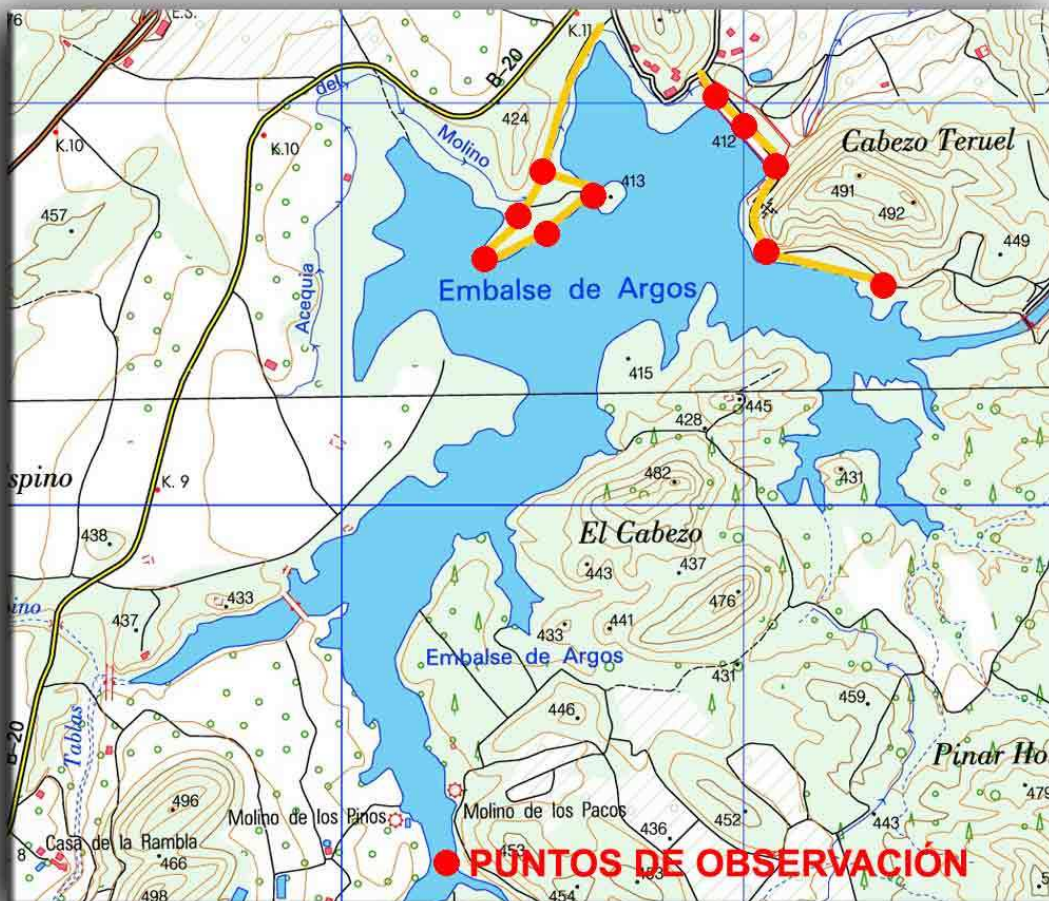 76
E.S.
K.11
B-20
del
424
Molino
412
Cabezo Teruel
K.10
K.10
413
491
492
457
449
Embalse de Argos
Acequia
415
445
428
spino
K. 9
482
431
El Cabezo
438
443
437
476
433
437
433
441
Embalse de Argos
431
459
446
B-20
Tablas
Pinar Ho
479
496
Molino de los Pinos
Molino de los Pacos
436
452
443
Casa de la Rambla
8
466
453
PUNTOS DE OBSERVACIÓN
498
454
453